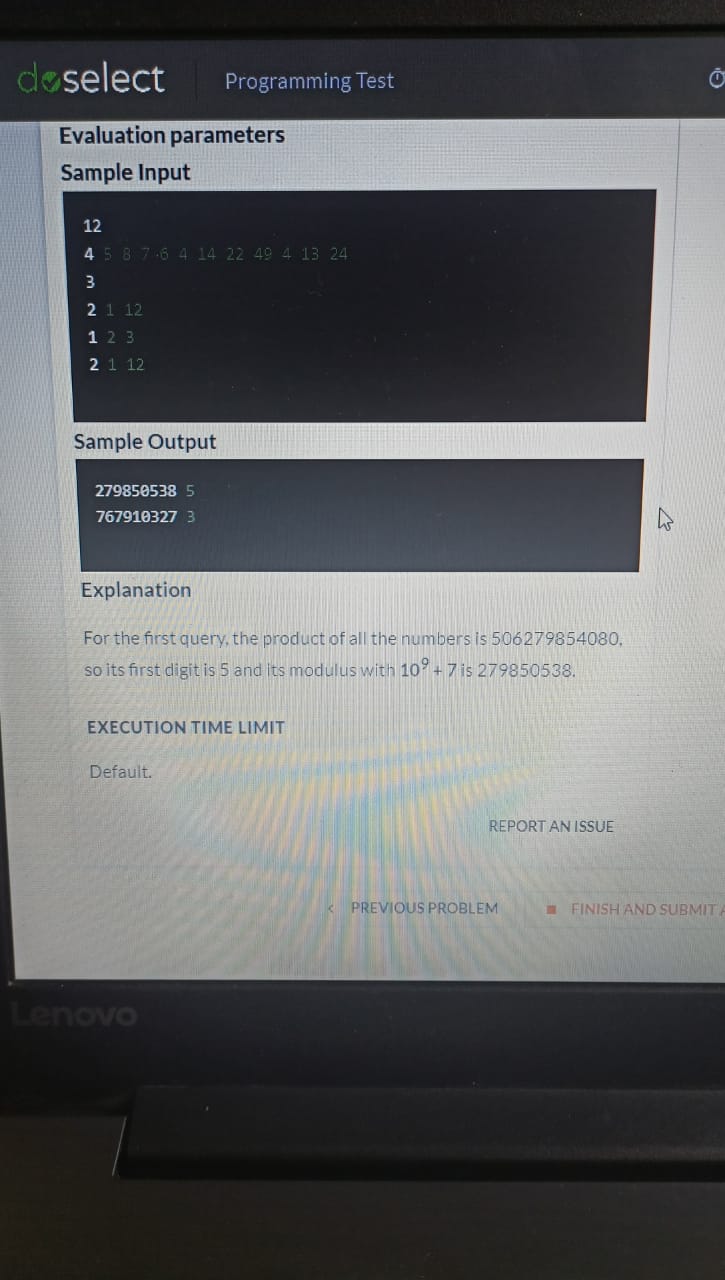 doselect
Programming Test
Evaluation parameters
Sample Input
12
4 5 8 7 6 4 14 22 49 4 13 24
3
2 1 12
1 2 3
2 1 12
Sample Output
279850538 5
767910327 3
Explanation
For the first query, the product of all the numbers is 506279854080,
so its first digit is 5 and its modulus with 10⁹ + 7 is 279850538.
EXECUTION TIME LIMIT
Default.
REPORT AN ISSUE
< PREVIOUS PROBLEM
FINISH AND SUBMIT
Lenovo